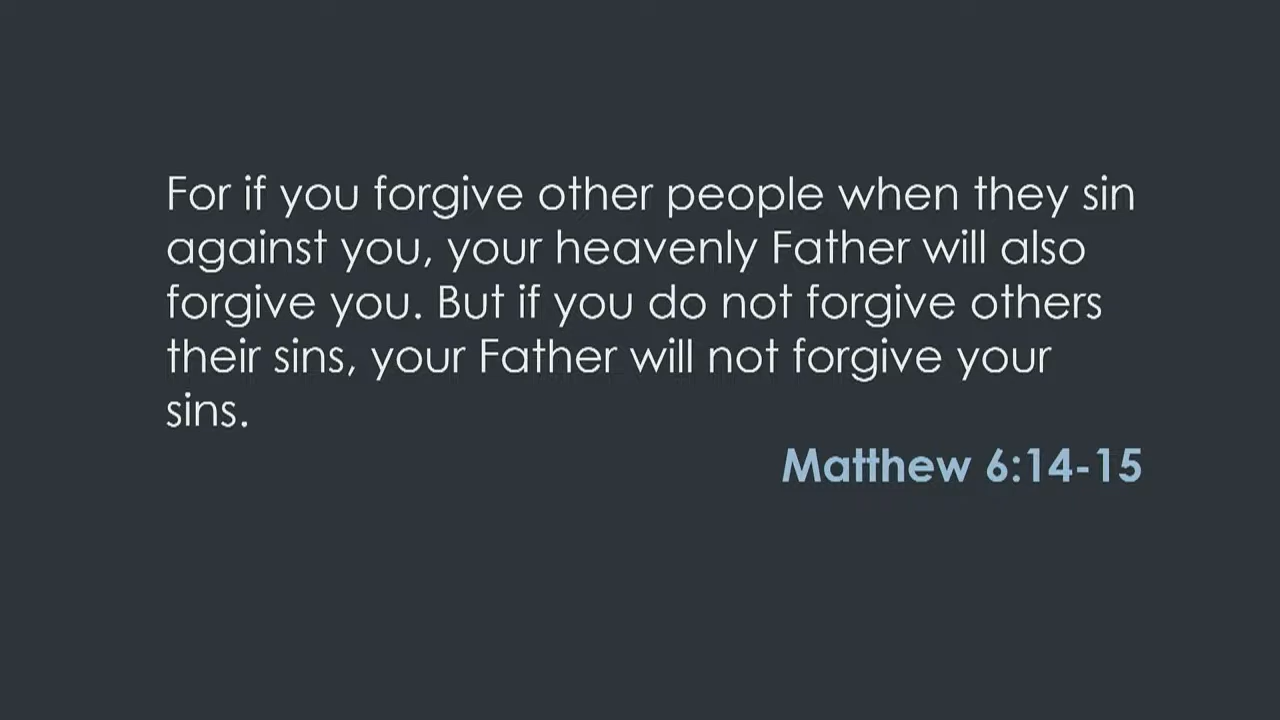 For if you forgive other people when they sin
against you, your heavenly Father will also
forgive you. But if you do not forgive others
their sins, your Father will not forgive your
sins.
Matthew 6:14-15